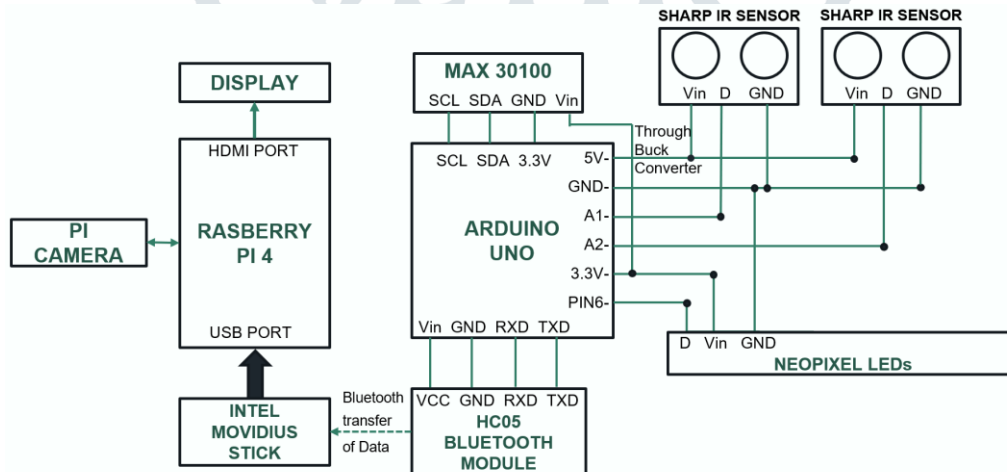 SHARP IR SENSOR
SHARP IR SENSOR
Vin D GND
Vin D GND
MAX 30100
SCL SDA GND Vin
DISPLAY
HDMI PORT
RASBERRY
PI 4
USB PORT
PI
CAMERA
Through
Buck
Converter
SCL SDA 3.3V
ARDUINO
UNO
5V-
GND-
A1-
A2-
3.3V-
PIN6-
Vin GND RXD TXD
D Vin GND
NEOPIXEL LEDs
INTEL
MOVIDIUS
STICK
Bluetooth
transfer
of Data
VCC GND RXD TXD
HC05
BLUETOOTH
MODULE